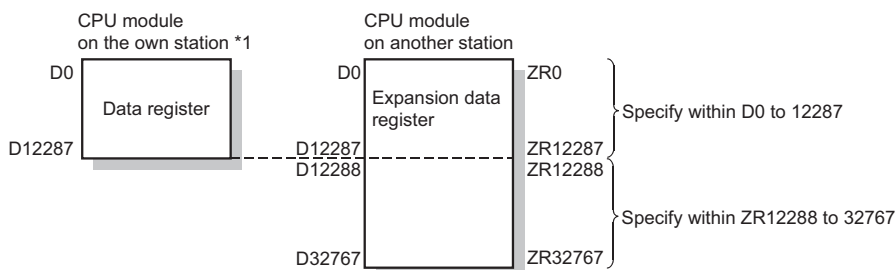 CPU module
on the own station *1
CPU module
on another station
D0
D0
ZR0
Data register
Expansion data
register
Specify within D0 to 12287
D12287
D12287
ZR12287
D12288
ZR12288
Specify within ZR12288 to 32767
D32767
ZR32767